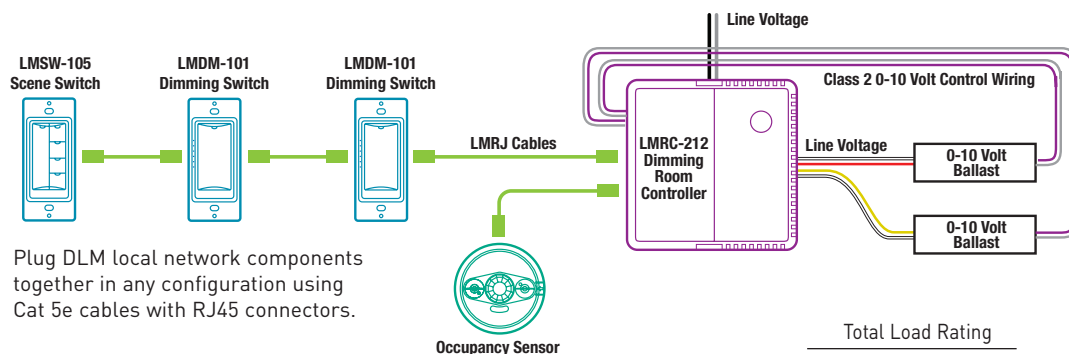 Line Voltage
LMSW-105
Scene Switch
LMDM-101
Dimming Switch
LMDM-101
Dimming Switch
Class 2 0-10 Volt Control Wiring
LMRJ Cables
LMRC-212
Dimming
Room
Controller
Line Voltage
0-10 Volt
Ballast
0-10 Volt
Ballast
Plug DLM local network components
together in any configuration using
Cat 5e cables with RJ45 connectors.
Occupancy Sensor
Total Load Rating